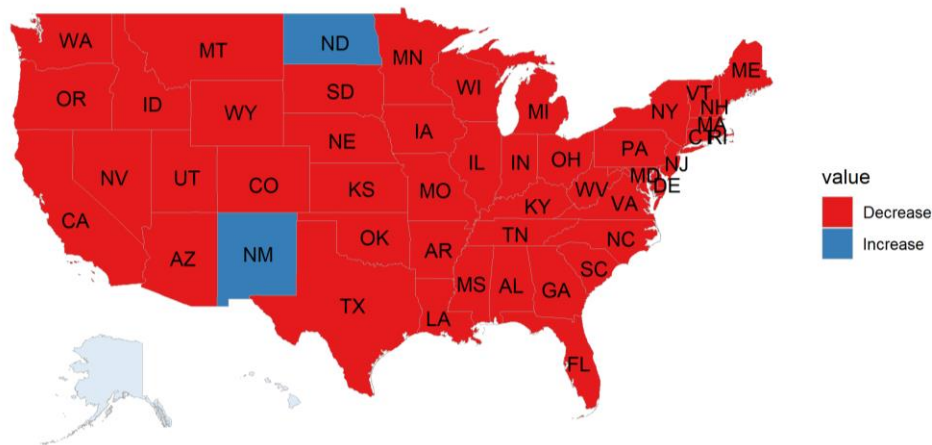 WA
MT
ND
MN
ME
OR
ID
WY
SD
WI
MI
NY
VT
NH
MA
CT
RI
NV
UT
CO
NE
IA
IL
IN
OH
PA
NJ
CA
KS
MO
KY
WV
MD
DE
VA
AZ
NM
OK
AR
TN
NC
SC
TX
LA
MS
AL
GA
FL
value
Decrease
Increase